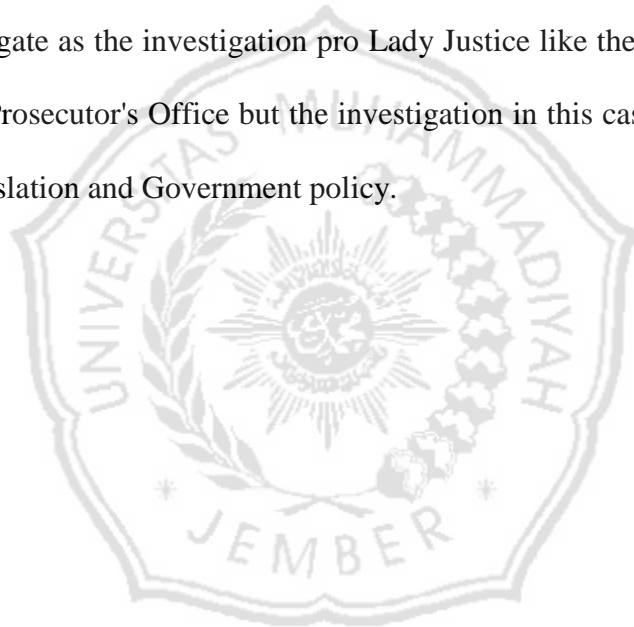 gate as the investigation pro Lady Justice like the
Prosecutor's Office but the investigation in this cas
slation and Government policy.
UNIVERSITAS MUHAMMADIYAH
* JEMBER *